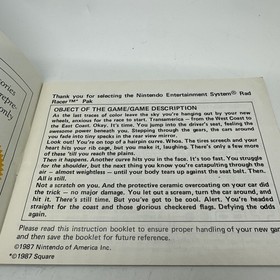 ories
repre-
only
Thank you for selecting the Nintendo Entertainment System® Rad
Racer™ Pak
OBJECT OF THE GAME/GAME DESCRIPTION
As the last traces of color leave the sky you're hanging out by your new
wheels, anxious for the race to start. Transamerica – from the West Coast to
the East Coast. Okay. It's time. You jump into the driver's seat, feeling the
awesome power beneath you. Stepping through the gears, the cars around
you fade into tiny specks in the rear view mirror.
Look out! You're on top of a hairpin curve. Whoa. The tires screech and your
heart hits your rib cage, but you make it, laughing. There's only a few more
of these 'till you reach the plains.
Then it happens. Another curve hits you in the face. It's too fast. You struggle
for the shoulder, but the next thing you know you're catapulting through the
air – almost weightless – until your body tears up against the seat belt. Then.
All is still.
Not a scratch on you. And the protective ceramic overcoating on your car did
the trick – no major damage. You let out a scream, turn the car around, and
hit it. There's still time. But you've got to be cool. Alert. You're headed
straight for the coast and those glorious checkered flags. Defying the odds
again.
Please read this instruction booklet to ensure proper handling of your new gam
and then save the booklet for future reference.
©1987 Nintendo of America Inc.
*©1987 Square